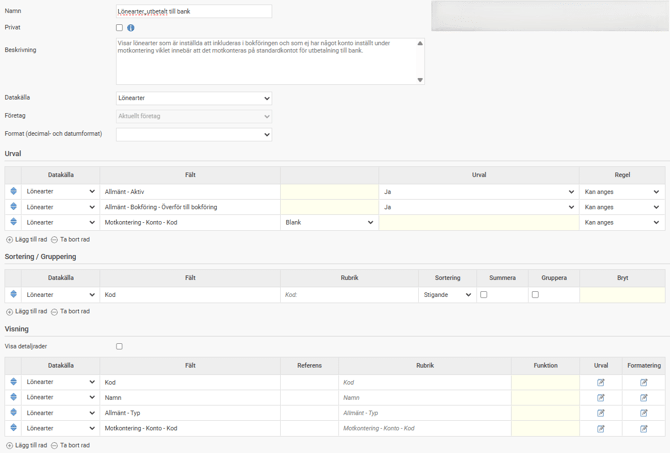 Namn Lönearter_utbetalt till bank
Privat
Beskrivning Visar lönearter som är inställda att inkluderas i bokföringen och som ej har något konto inställt under
motkontering viklet innebär att det motkonteras på standardkontot för utbetalning till bank.
Datakälla Lönearter
Företag Aktuellt företag
Format (decimal- och datumformat)
Urval
Datakälla Fält Urval Regel
Lönearter Allmänt - Aktiv Ja Kan anges
Lönearter Allmänt - Bokföring - Överför till bokföring Ja Kan anges
Lönearter Motkontering - Konto - Kod Blank Kan anges
Lägg till rad Ta bort rad
Sortering / Gruppering
Datakälla Fält Rubrik Sortering Summera Gruppera Bryt
Lönearter Kod Kod: Stigande
Lägg till rad Ta bort rad
Visning
Visa detaljrader
Datakälla Fält Referens Rubrik Funktion Urval Formatering
Lönearter Kod Kod
Lönearter Namn Namn
Lönearter Allmänt - Typ Allmänt - Typ
Lönearter Motkontering - Konto - Kod Motkontering - Konto - Kod
Lägg till rad Ta bort rad